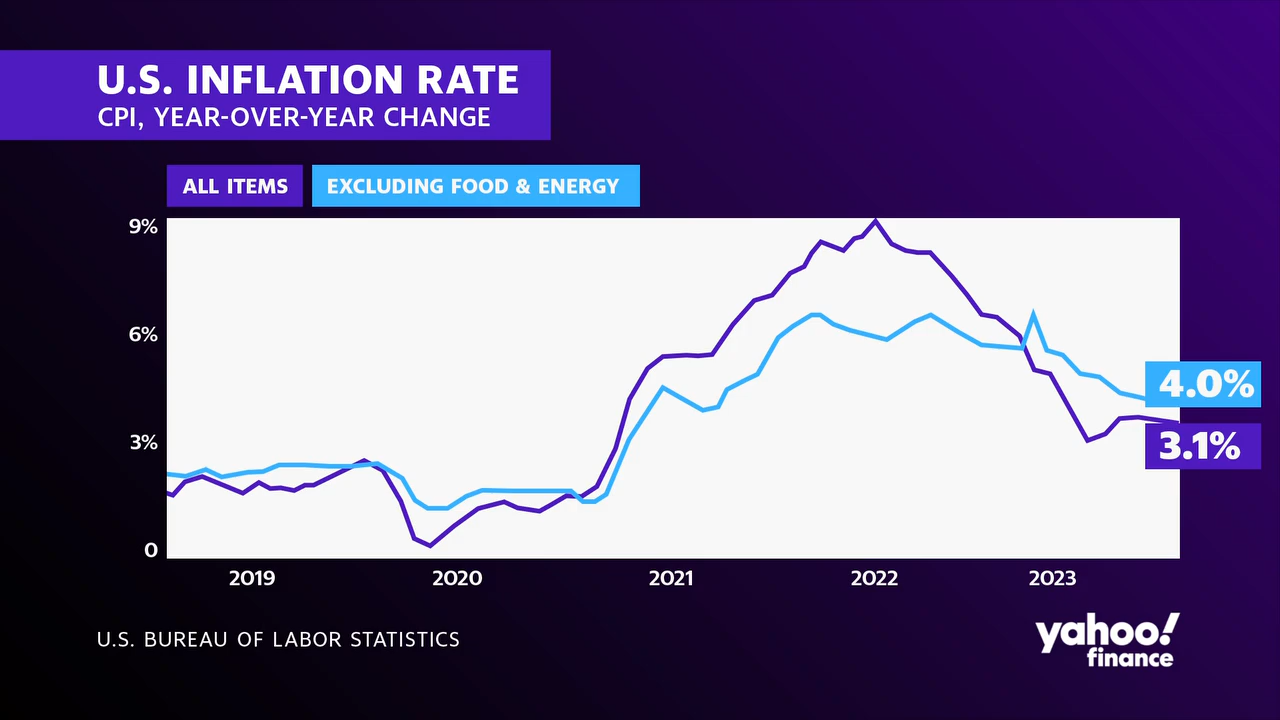 U.S. INFLATION RATE
CPI, YEAR-OVER-YEAR CHANGE
ALL ITEMS
EXCLUDING FOOD & ENERGY
9%
6%
3%
0
4.0%
3.1%
2019
2020
2021
2022
2023
U.S. BUREAU OF LABOR STATISTICS
yahoo!
finance